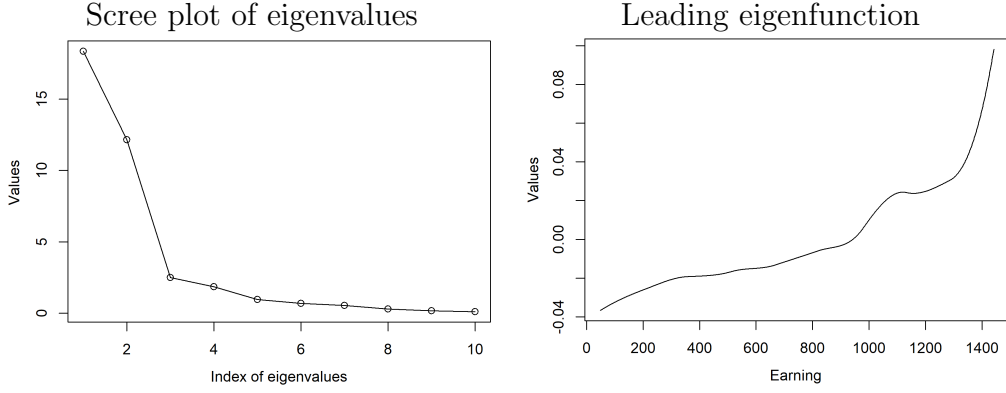 Scree plot of eigenvalues
Values
15
10
5
0
2 4 6 8 10
Index of eigenvalues
Leading eigenfunction
Values
0.08
0.04
0.00
-0.04
0 200 400 600 800 1000 1200 1400
Earning